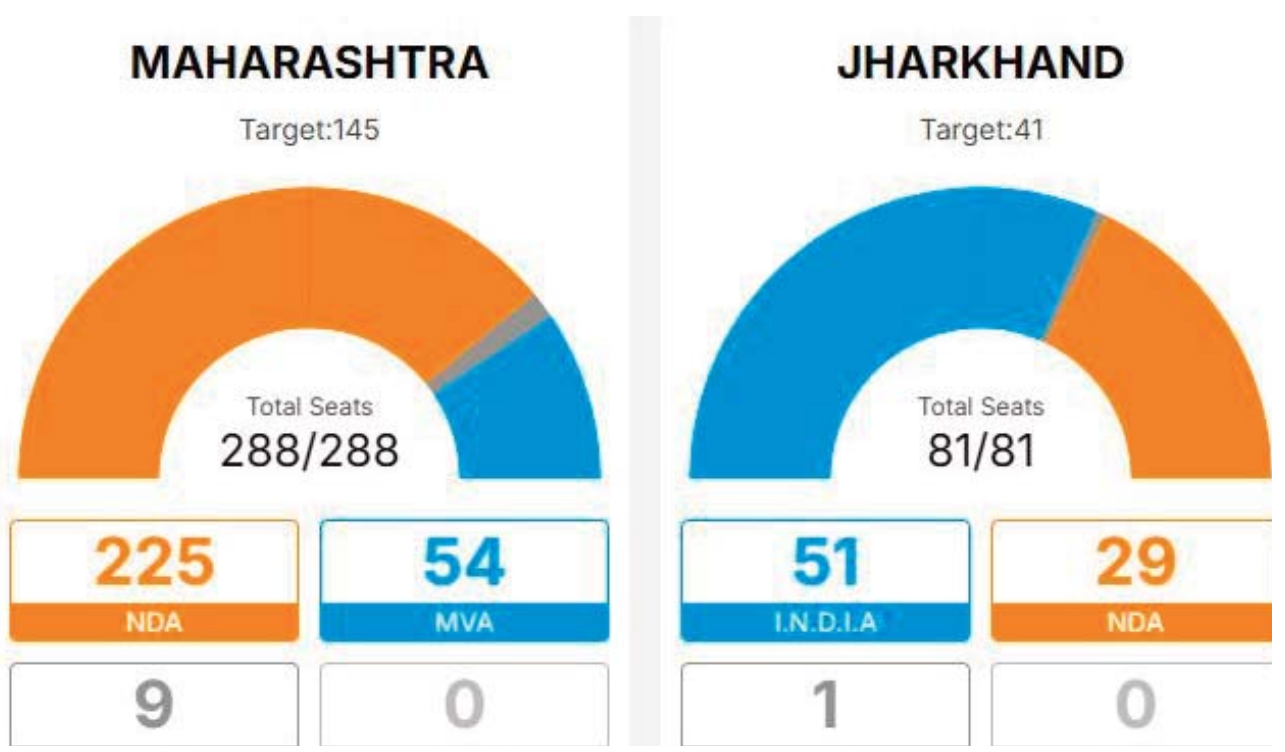 MAHARASHTRA
Target:145
Total Seats
288/288
225
NDA
54
MVA
9
0
JHARKHAND
Target:41
Total Seats
81/81
51
I.N.D.I.A
29
NDA
1
0